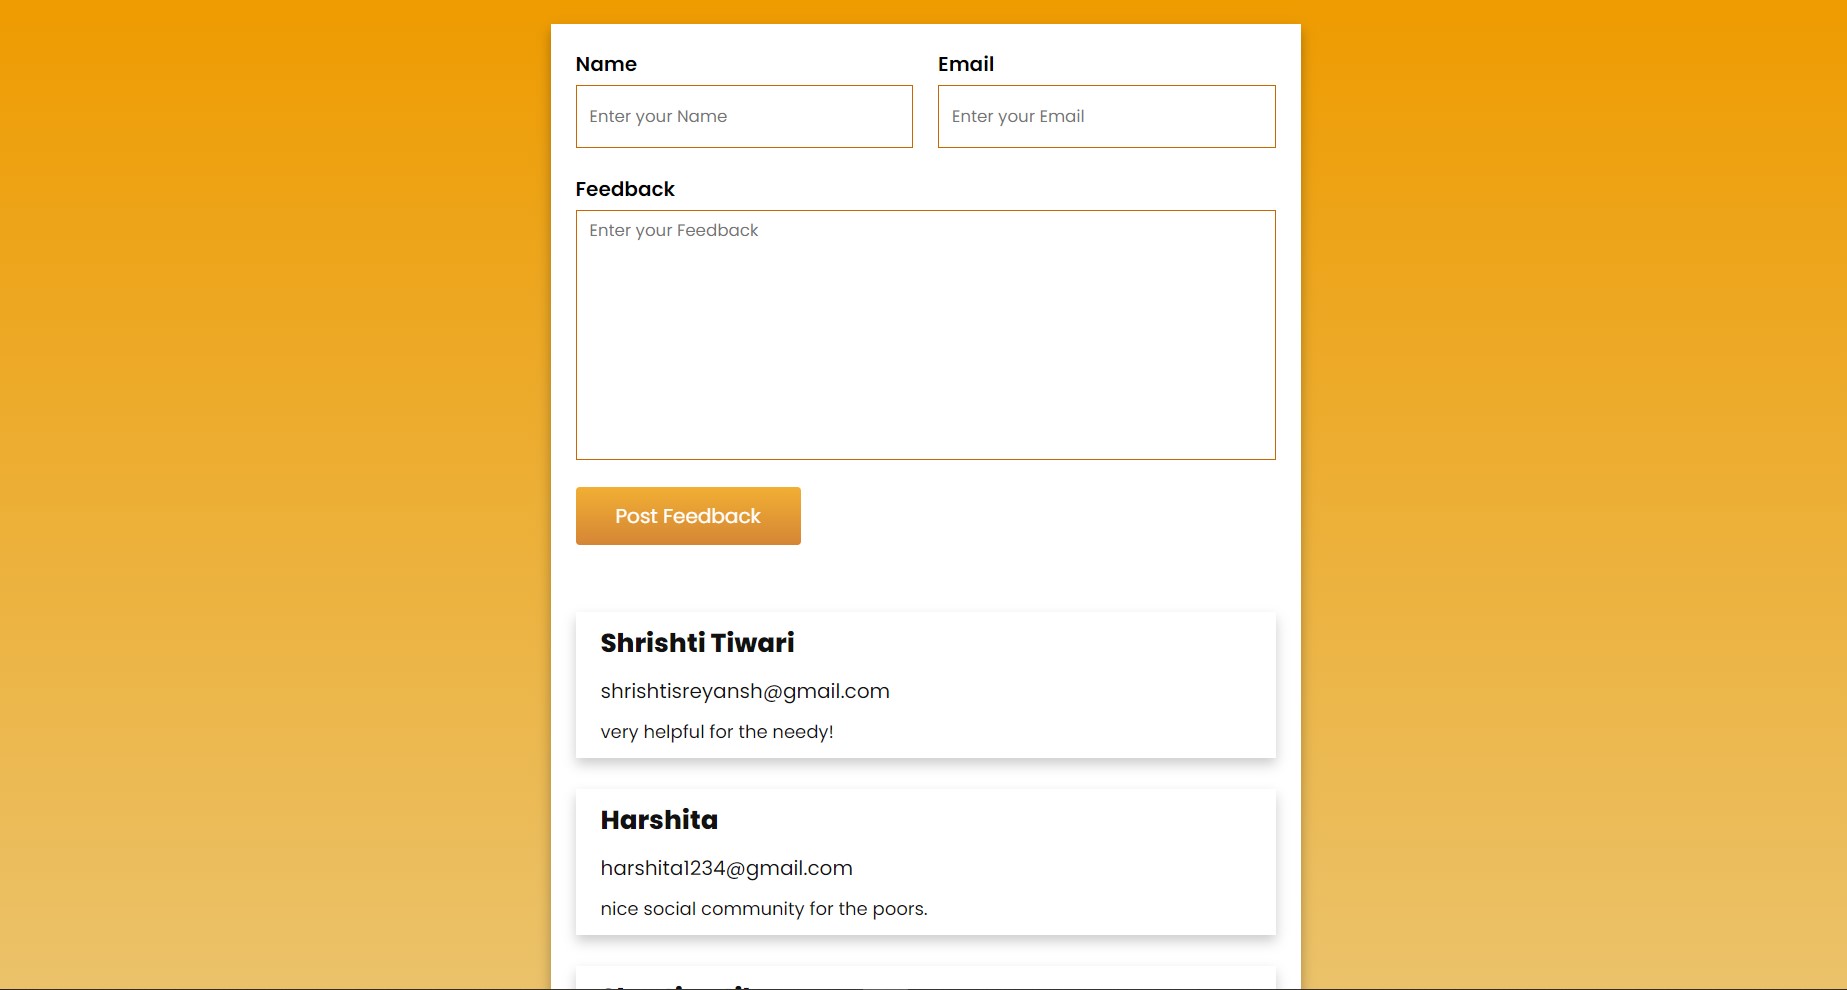 Name
Email
Enter your Name
Enter your Email
Feedback
Enter your Feedback
Post Feedback
Shrishti Tiwari
shrishtisreyansh@gmail.com
very helpful for the needy!
Harshita
harshita1234@gmail.com
nice social community for the poors.